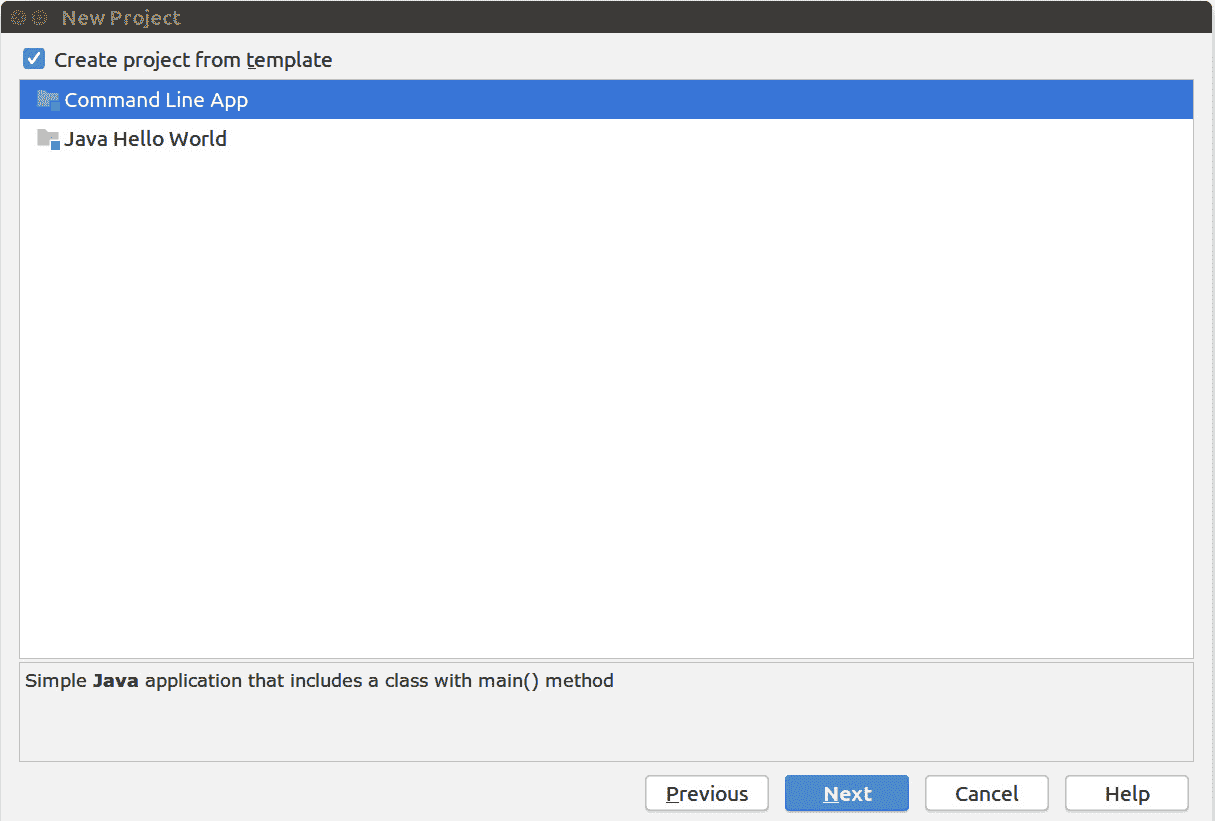 New Project
Create project from template
Command Line App
Java Hello World
Simple Java application that includes a class with main() method
Previous Next Cancel Help